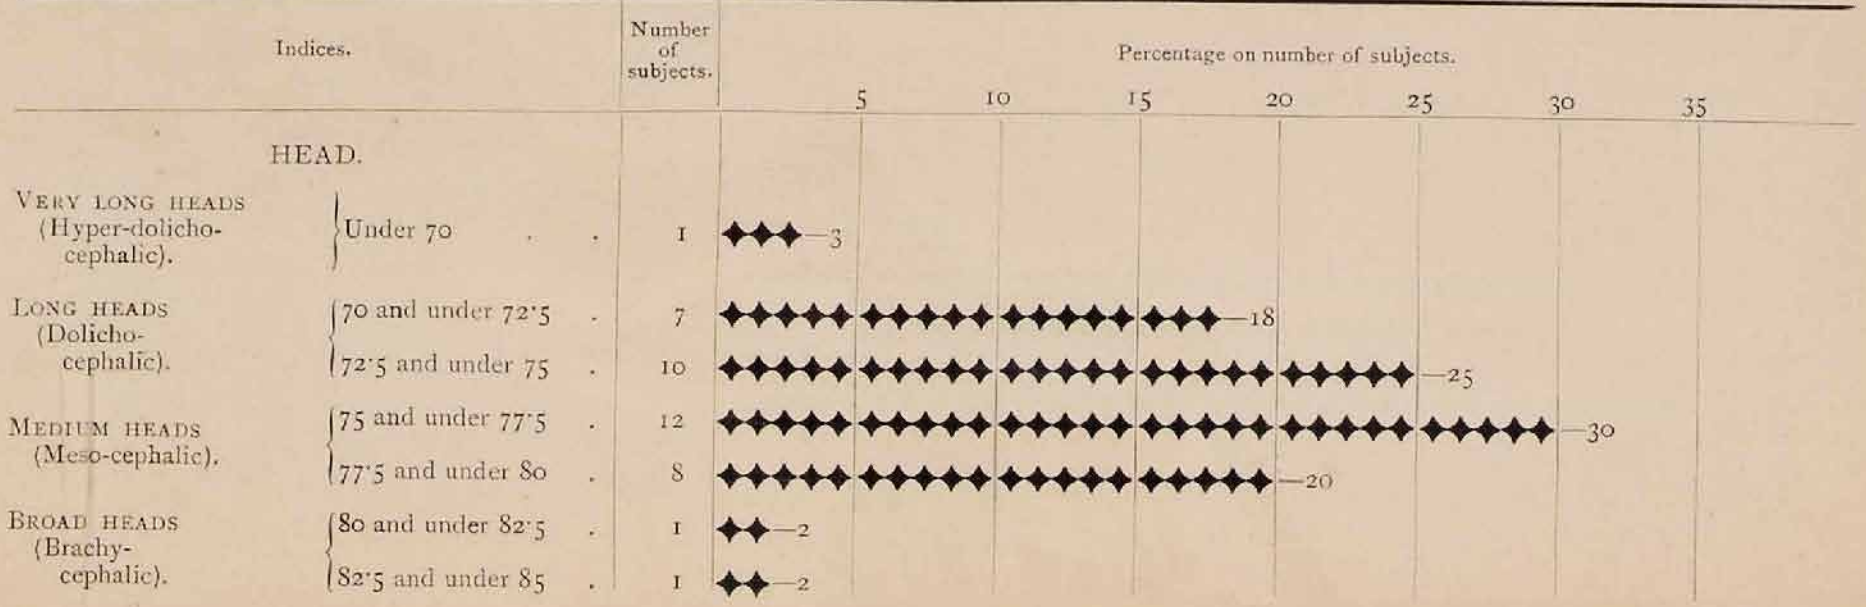 Indices.
Number
of
subjects.
Percentage on number of subjects.
5 10 15 20 25 30 35
HEAD.
VERY LONG HEADS
(Hyper-dolicho-
cephalic).
Under 70 . . 1 —3
LONG HEADS
(Dolicho-
cephalic).
70 and under 72·5 . 7 —18
72·5 and under 75 . 10 —25
MEDIUM HEADS
(Meso-cephalic).
75 and under 77·5 . 12 —30
77·5 and under 80 . 8 —20
BROAD HEADS
(Brachy-
cephalic).
80 and under 82·5 . 1 —2
82·5 and under 85 . 1 —2